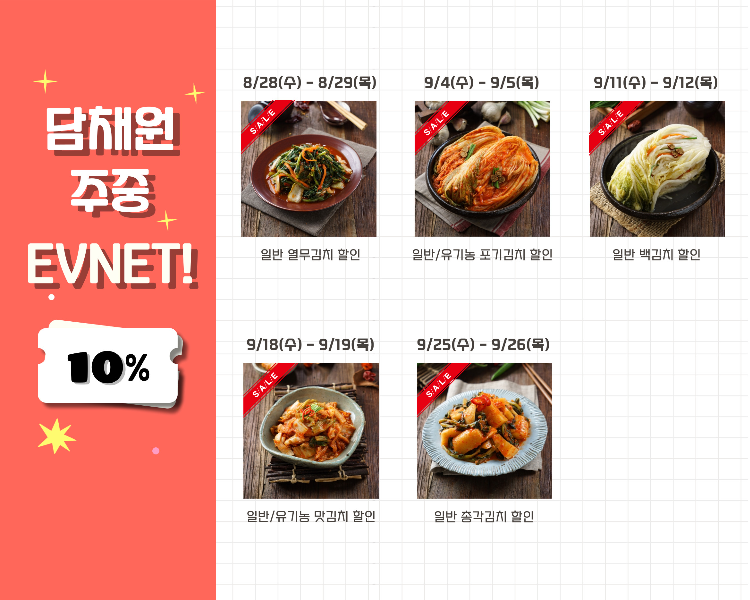 담채원
주중
EVNET!
10%
8/28(수) - 8/29(목)
SALE
일반 열무김치 할인
9/4(수) - 9/5(목)
SALE
일반/유기농 포기김치 할인
9/11(수) - 9/12(목)
SALE
일반 백김치 할인
9/18(수) - 9/19(목)
SALE
일반/유기농 맛김치 할인
9/25(수) - 9/26(목)
SALE
일반 총각김치 할인